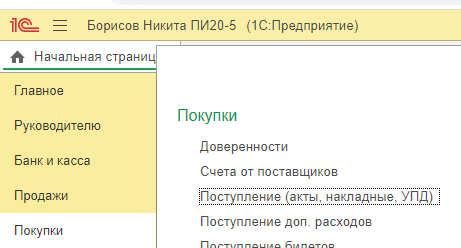 1С Борисов Никита ПИ20-5 (1С:Предприятие)
Начальная страниц
Главное
Руководителю
Банк и касса
Продажи
Покупки
Покупки
Доверенности
Счета от поставщиков
Поступление (акты, накладные, УПД)
Поступление доп. расходов
Поступление билетов